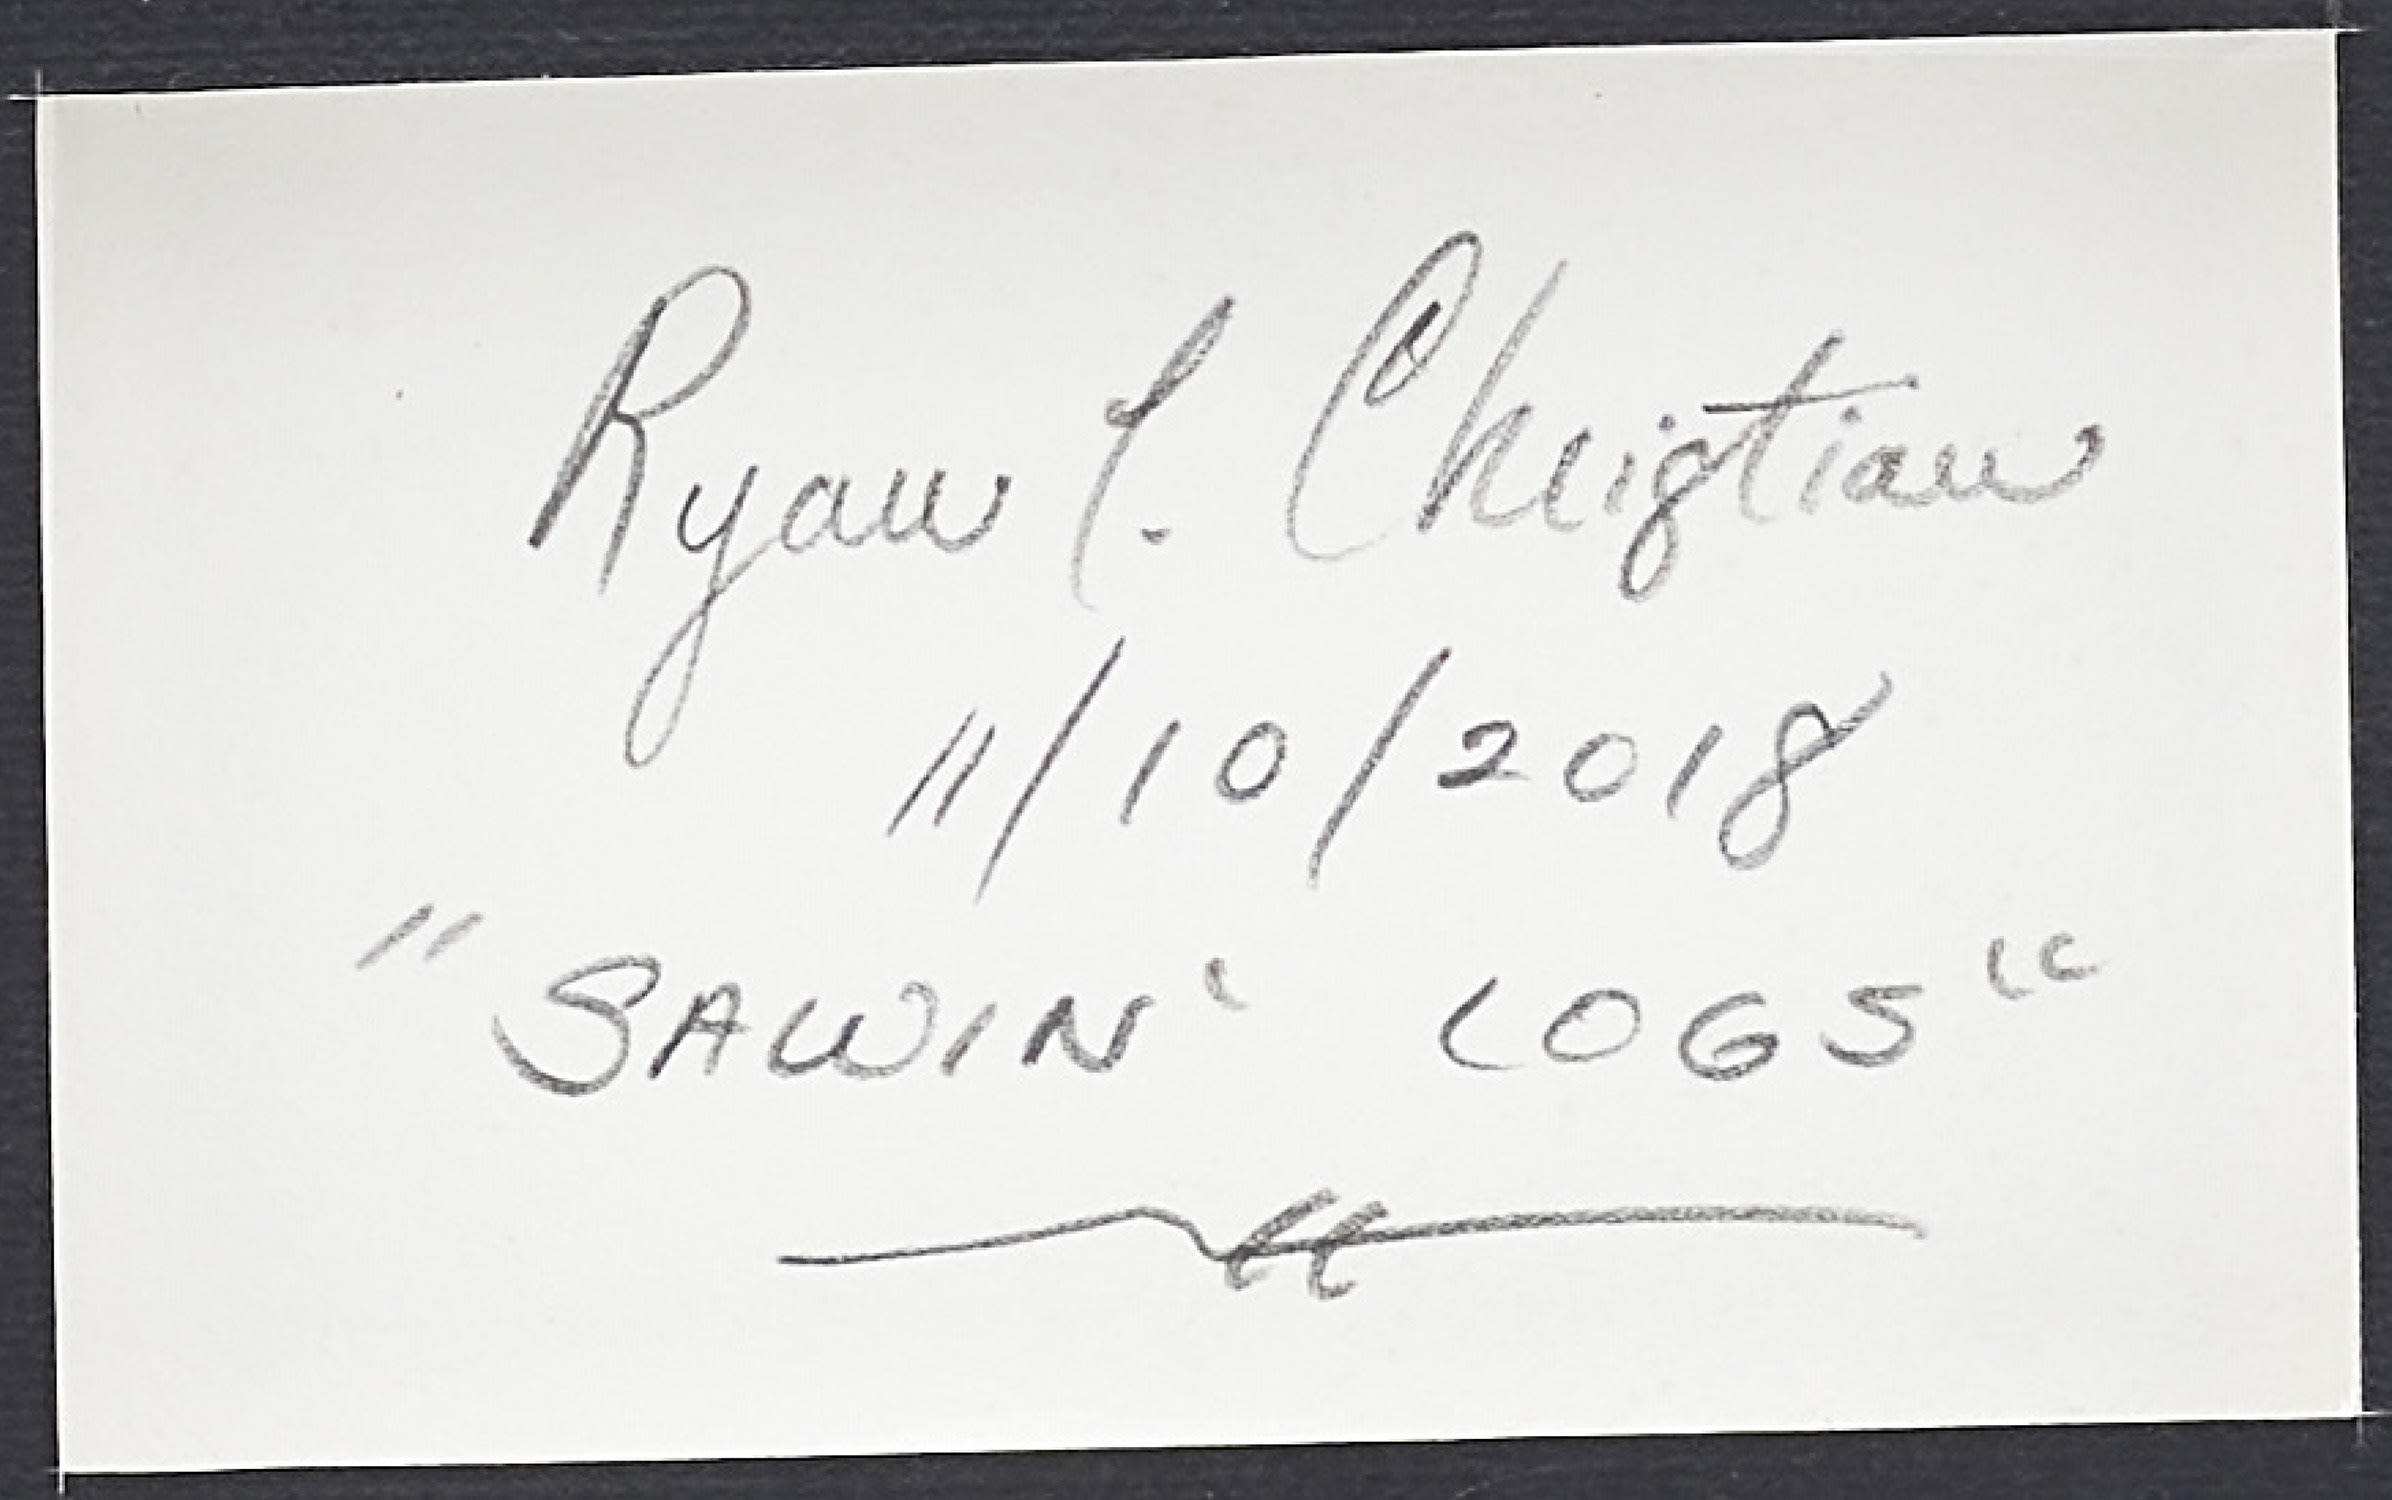 Ryan C. Christian
11/10/2018
"SAWIN' LOGS"